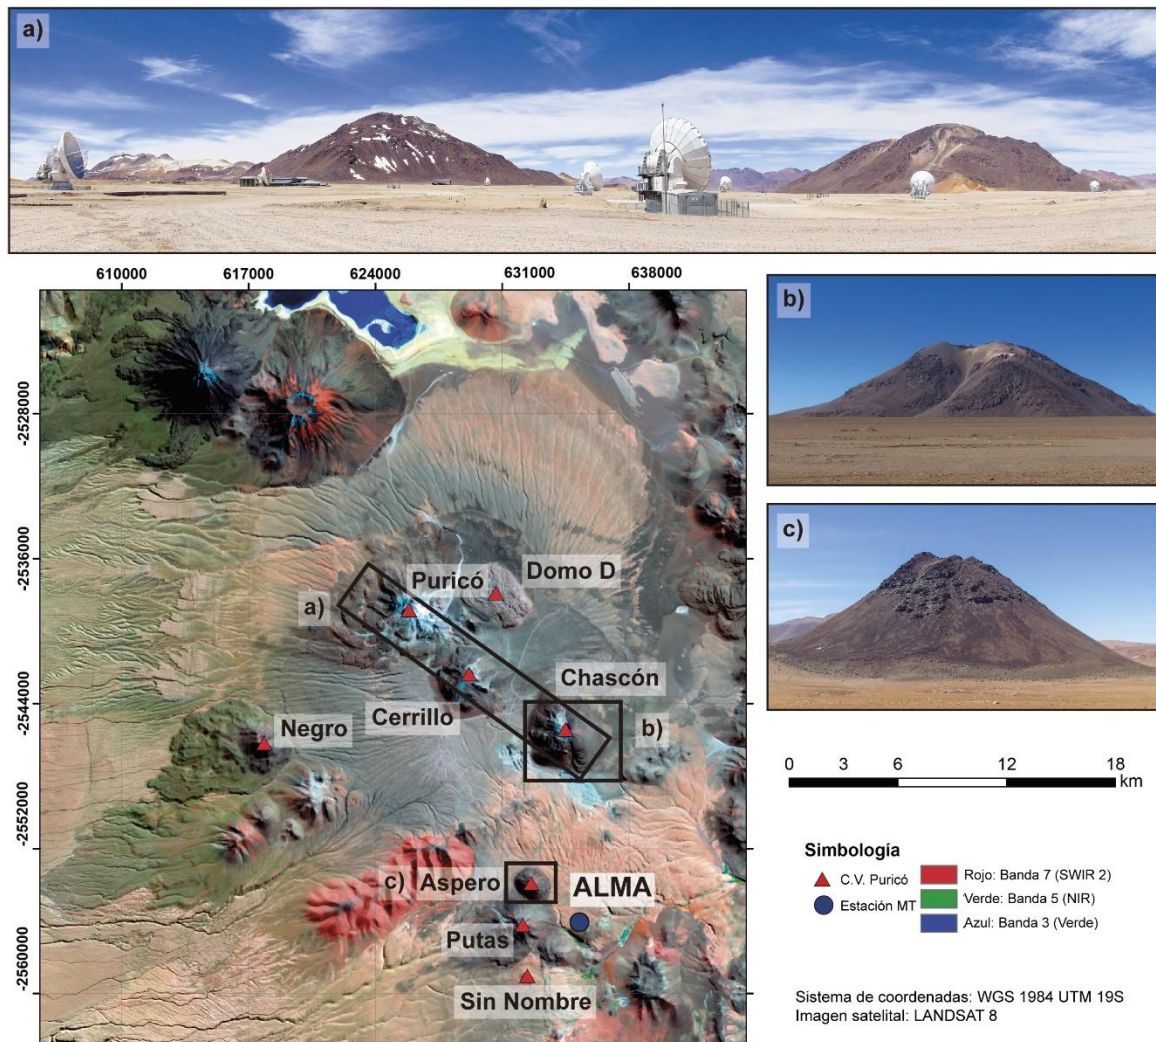 a)
610000 617000 624000 631000 638000
-2528000
-2536000
-2544000
-2552000
-2560000
Puricó
Domo D
a)
Chascón
Cerrillo
b)
Negro
c) Aspero
ALMA
Putas
Sin Nombre
b)
c)
0 3 6 12 18
km
Simbología
C.V. Puricó
Estación MT
Rojo: Banda 7 (SWIR 2)
Verde: Banda 5 (NIR)
Azul: Banda 3 (Verde)
Sistema de coordenadas: WGS 1984 UTM 19S
Imagen satelital: LANDSAT 8